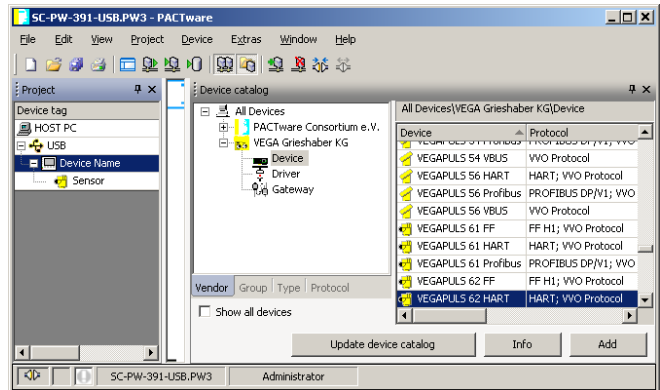 SC-PW-391-USB.PW3 - PACTware
File Edit View Project Device Extras Window Help
Project
Device tag
HOST PC
USB
Device Name
Sensor
Device catalog
All Devices
PACTware Consortium e.V.
VEGA Grieshaber KG
Device
Driver
Gateway
Vendor Group Type Protocol
Show all devices
All Devices\VEGA Grieshaber KG\Device
Device Protocol
VEGAPULS 54 VBUS VVO Protocol
VEGAPULS 56 HART HART; VVO Protocol
VEGAPULS 56 Profibus PROFIBUS DP/V1; VVO
VEGAPULS 56 VBUS VVO Protocol
VEGAPULS 61 FF FF H1; VVO Protocol
VEGAPULS 61 HART HART; VVO Protocol
VEGAPULS 61 Profibus PROFIBUS DP/V1; VVO
VEGAPULS 62 FF FF H1; VVO Protocol
VEGAPULS 62 HART HART; VVO Protocol
Update device catalog Info Add
SC-PW-391-USB.PW3 Administrator